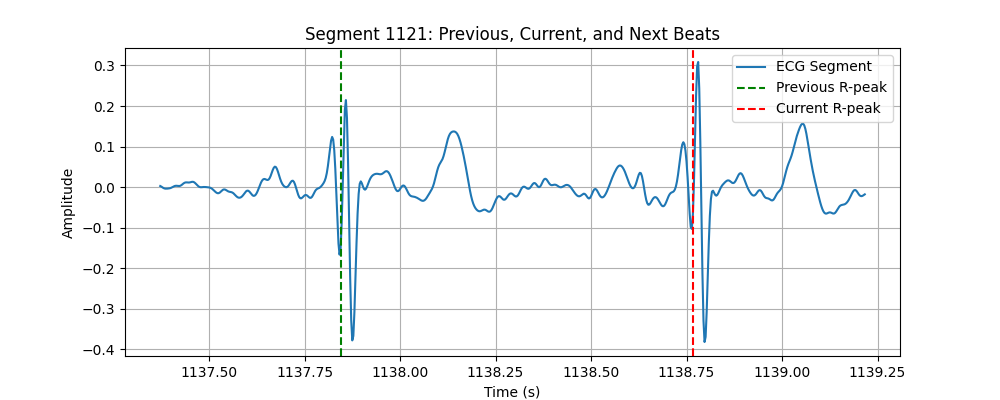 Segment 1121: Previous, Current, and Next Beats
ECG Segment
Previous R-peak
Current R-peak
Amplitude
0.3
0.2
0.1
0.0
−0.1
−0.2
−0.3
−0.4
1137.50 1137.75 1138.00 1138.25 1138.50 1138.75 1139.00 1139.25
Time (s)